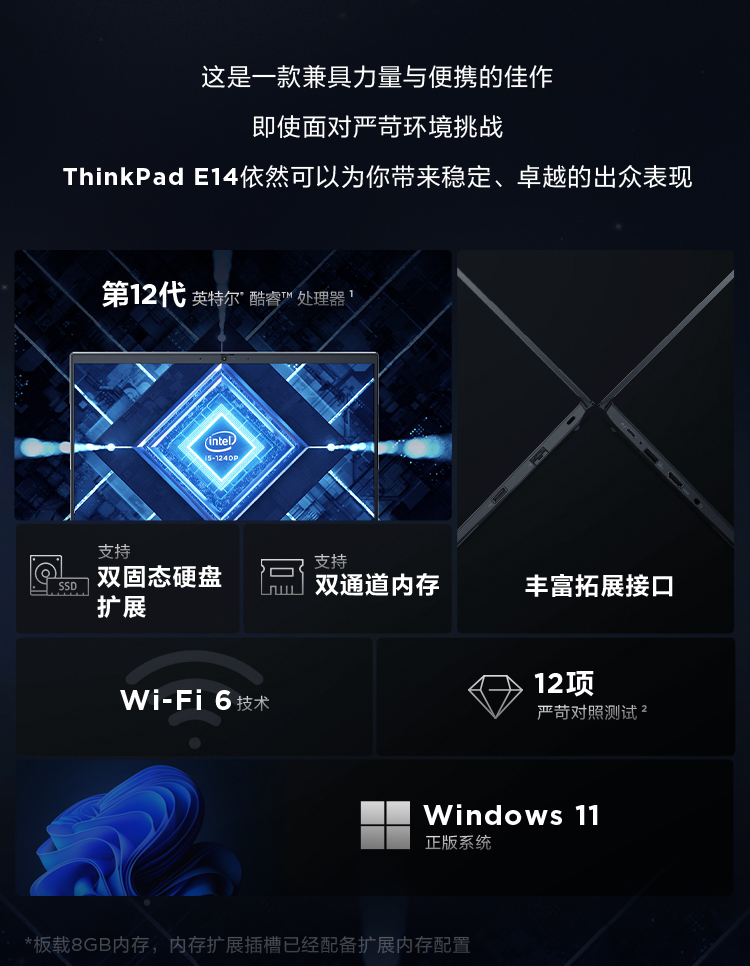 这是一款兼具力量与便携的佳作
即使面对严苛环境挑战
ThinkPad E14依然可以为你带来稳定、卓越的出众表现
第12代 英特尔® 酷睿™ 处理器 1
intel
i5-1240P
支持
双固态硬盘
扩展
SSD
支持
双通道内存
丰富拓展接口
Wi-Fi 6 技术
12项
严苛对照测试 2
Windows 11
正版系统
*板载8GB内存，内存扩展插槽已经配备扩展内存配置